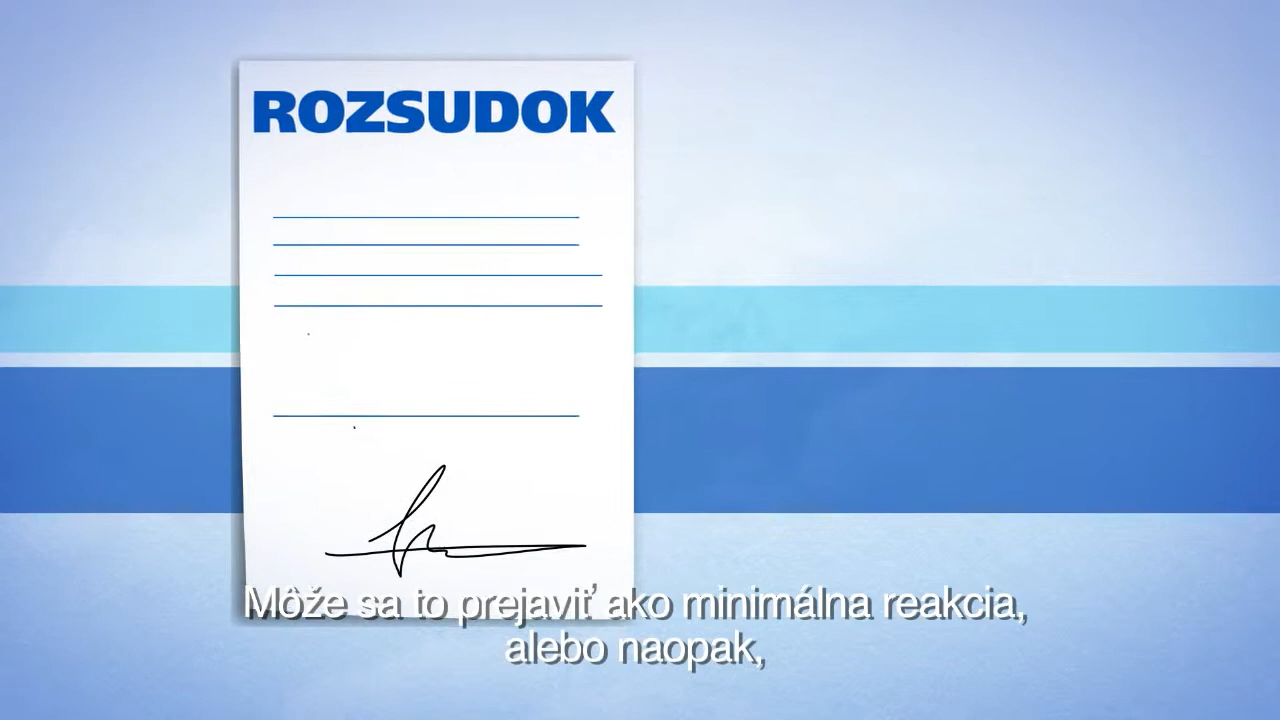 ROZSUDOK
Môže sa to prejaviť ako minimálna reakcia,
alebo naopak,